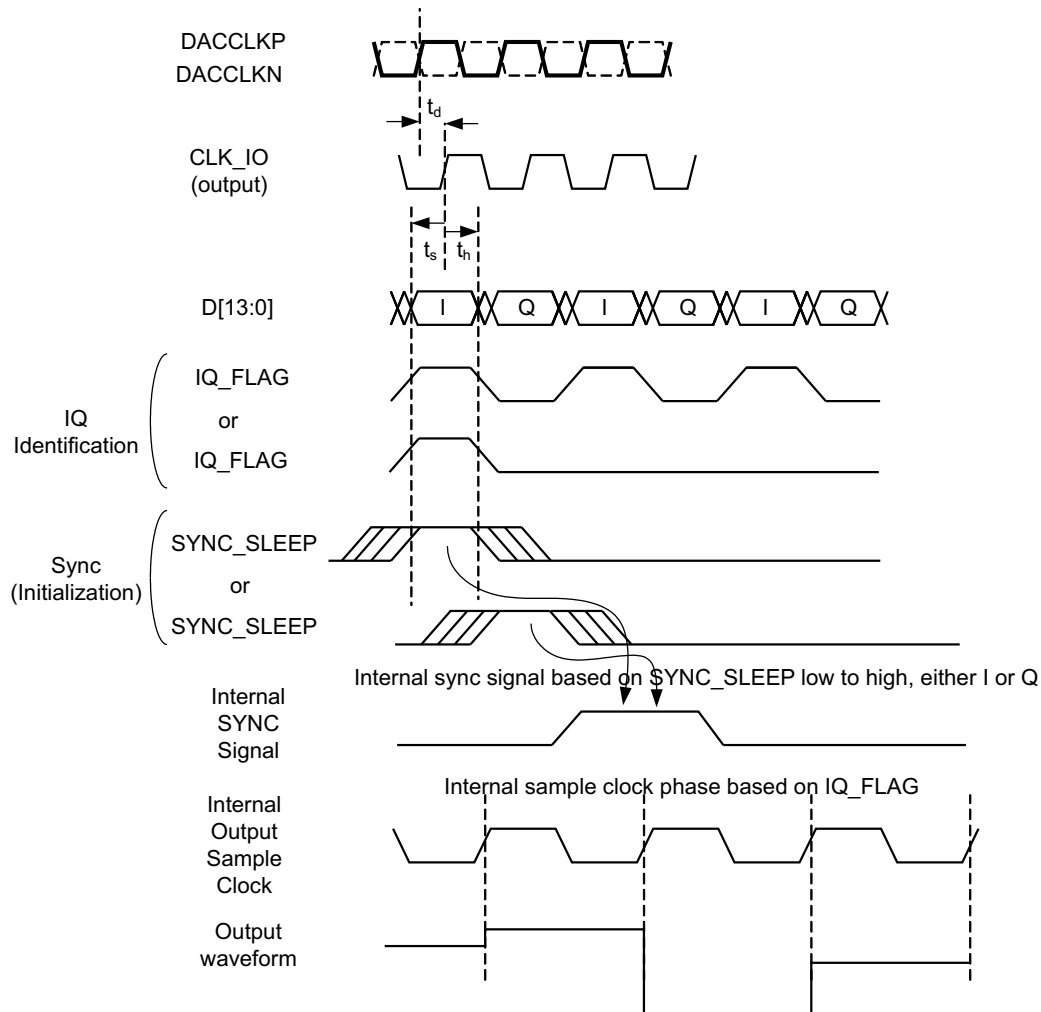 DACCLKP
DACCLKN
td
CLK_IO
(output)
ts
th
D[13:0]
I
Q
I
Q
I
Q
IQ
Identification
IQ_FLAG
or
IQ_FLAG
Sync
(Initialization)
SYNC_SLEEP
or
SYNC_SLEEP
Internal sync signal based on SYNC_SLEEP low to high, either I or Q
Internal
SYNC
Signal
Internal sample clock phase based on IQ_FLAG
Internal
Output
Sample
Clock
Output
waveform